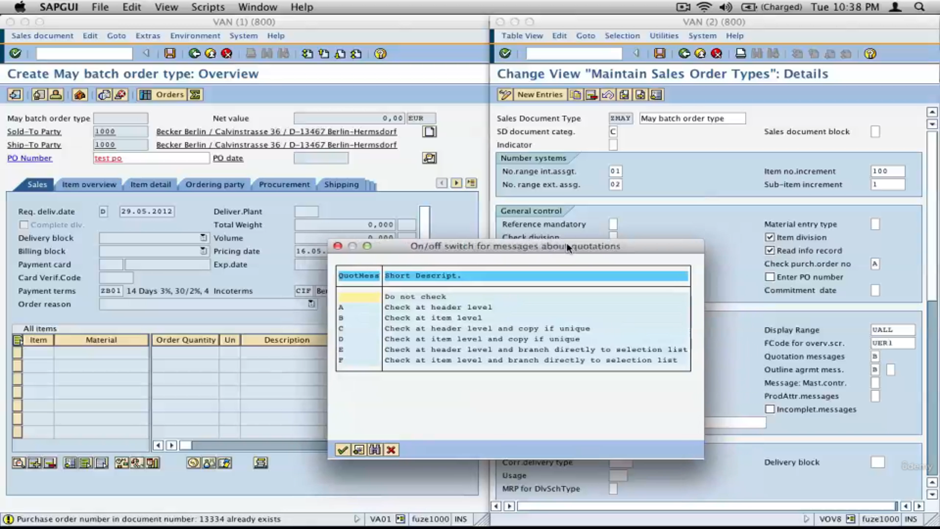 SAPGUI File Edit View Scripts Window Help (Charged) Tue 10:38 PM
VAN (1) (800)
Sales document Edit Goto Extras Environment System Help
Create May batch order type: Overview
Orders
May batch order type Net value 0,00 EUR
Sold-To Party 1000 Becker Berlin / Calvinstrasse 36 / D-13467 Berlin-Hermsdorf
Ship-To Party 1000 Becker Berlin / Calvinstrasse 36 / D-13467 Berlin-Hermsdorf
PO Number test po PO date
Sales Item overview Item detail Ordering party Procurement Shipping
Req. deliv.date D 29.05.2012 Deliver.Plant
Complete dlv. Total Weight 0,000
Delivery block Volume 0,000
Billing block Pricing date 16.05.
Payment card Exp.date
Card Verif.Code
Payment terms ZB01 14 Days 3%, 30/2%, 4 Incoterms CIF
Order reason
All items
Item Material Order Quantity Un Description
Purchase order number in document number: 13334 already exists VA01 fuze1000 INS
VAN (2) (800)
Table View Edit Goto Selection Utilities System Help
Change View "Maintain Sales Order Types": Details
New Entries
Sales Document Type ZMAY May batch order type
SD document categ. C Sales document block
Indicator
Number systems
No.range int.assgt. 01 Item no.increment 100
No. range ext. assg. 02 Sub-item increment 1
General control
Reference mandatory Material entry type
Check division Item division
Read info record
Check purch.order no A
Enter PO number
Commitment date
Display Range UALL
FCode for overv.scr. UER1
Quotation messages B
Outline agrmt mess. B
Message: Mast.contr.
ProdAttr.messages
Incomplet.messages
Corr delivery type Delivery block
Usage
MRP for DlvSchType
VOV8 fuze1000 INS
On/off switch for messages about quotations
QuotMess Short Descript.
Do not check
A Check at header level
B Check at item level
C Check at header level and copy if unique
D Check at item level and copy if unique
E Check at header level and branch directly to selection list
F Check at item level and branch directly to selection list